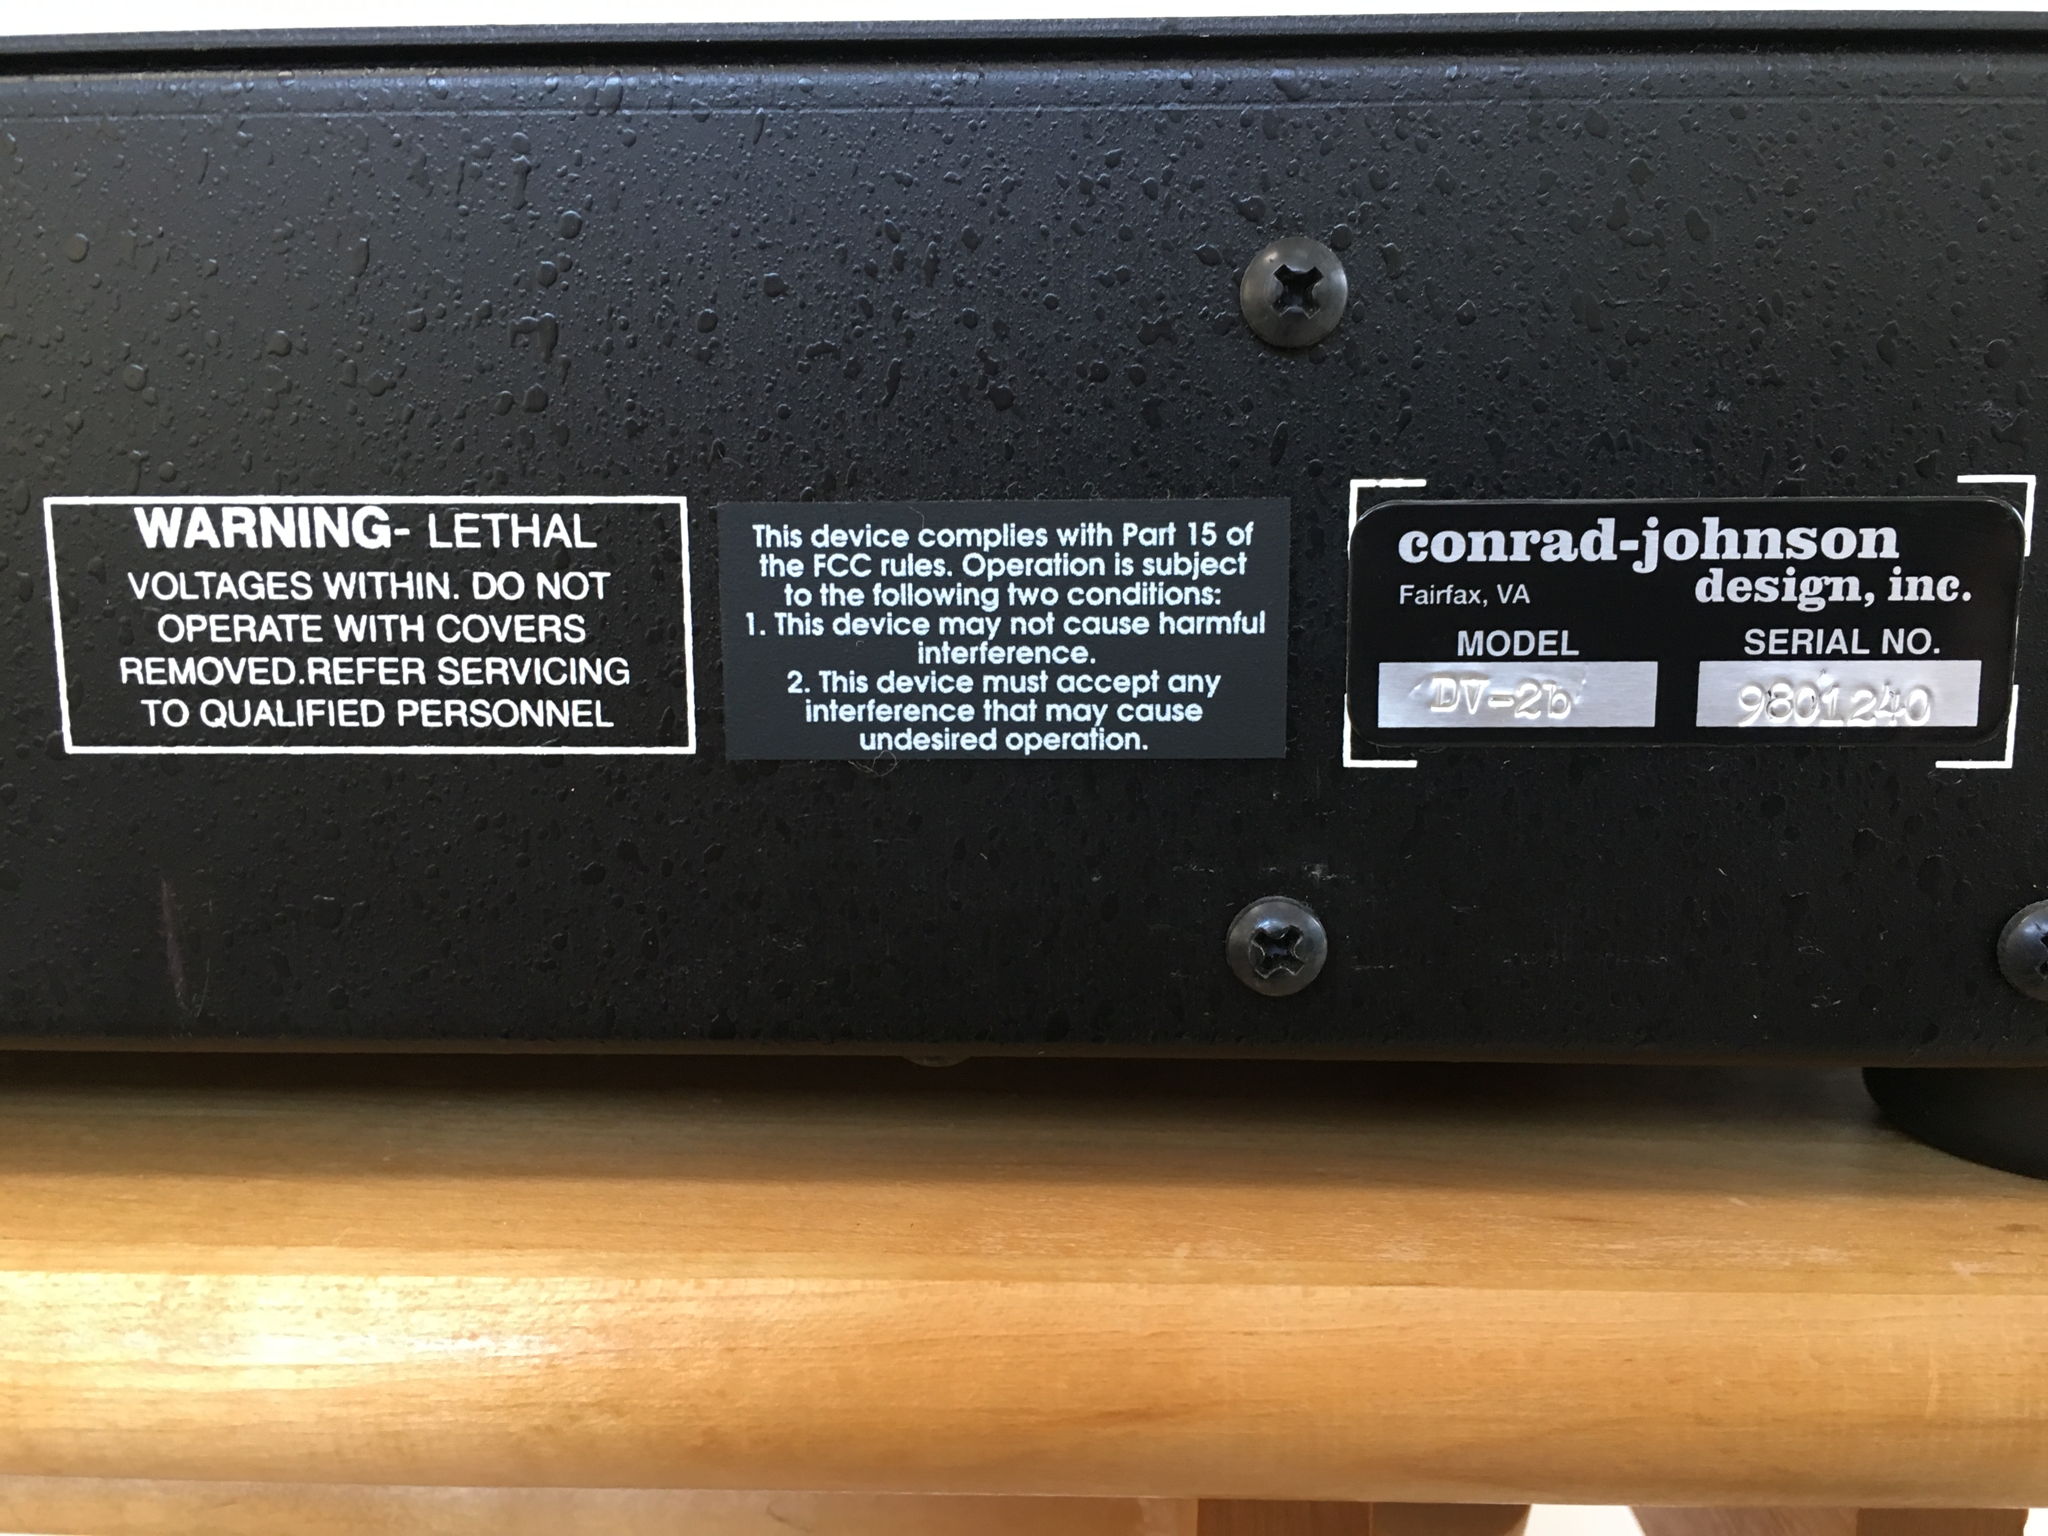 WARNING- LETHAL
VOLTAGES WITHIN. DO NOT
OPERATE WITH COVERS
REMOVED.REFER SERVICING
TO QUALIFIED PERSONNEL
This device complies with Part 15 of
the FCC rules. Operation is subject
to the following two conditions:
1. This device may not cause harmful
interference.
2. This device must accept any
interference that may cause
undesired operation.
conrad-johnson
Fairfax, VA design, inc.
MODEL SERIAL NO.
DV-2b 9801240